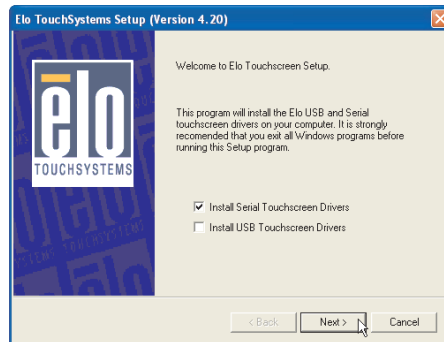 Elo TouchSystems Setup (Version 4.20)
elo
TOUCHSYSTEMS
Welcome to Elo Touchscreen Setup.
This program will install the Elo USB and Serial
touchscreen drivers on your computer. It is strongly
recomended that you exit all Windows programs before
running this Setup program.
Install Serial Touchscreen Drivers
Install USB Touchscreen Drivers
< Back
Next >
Cancel